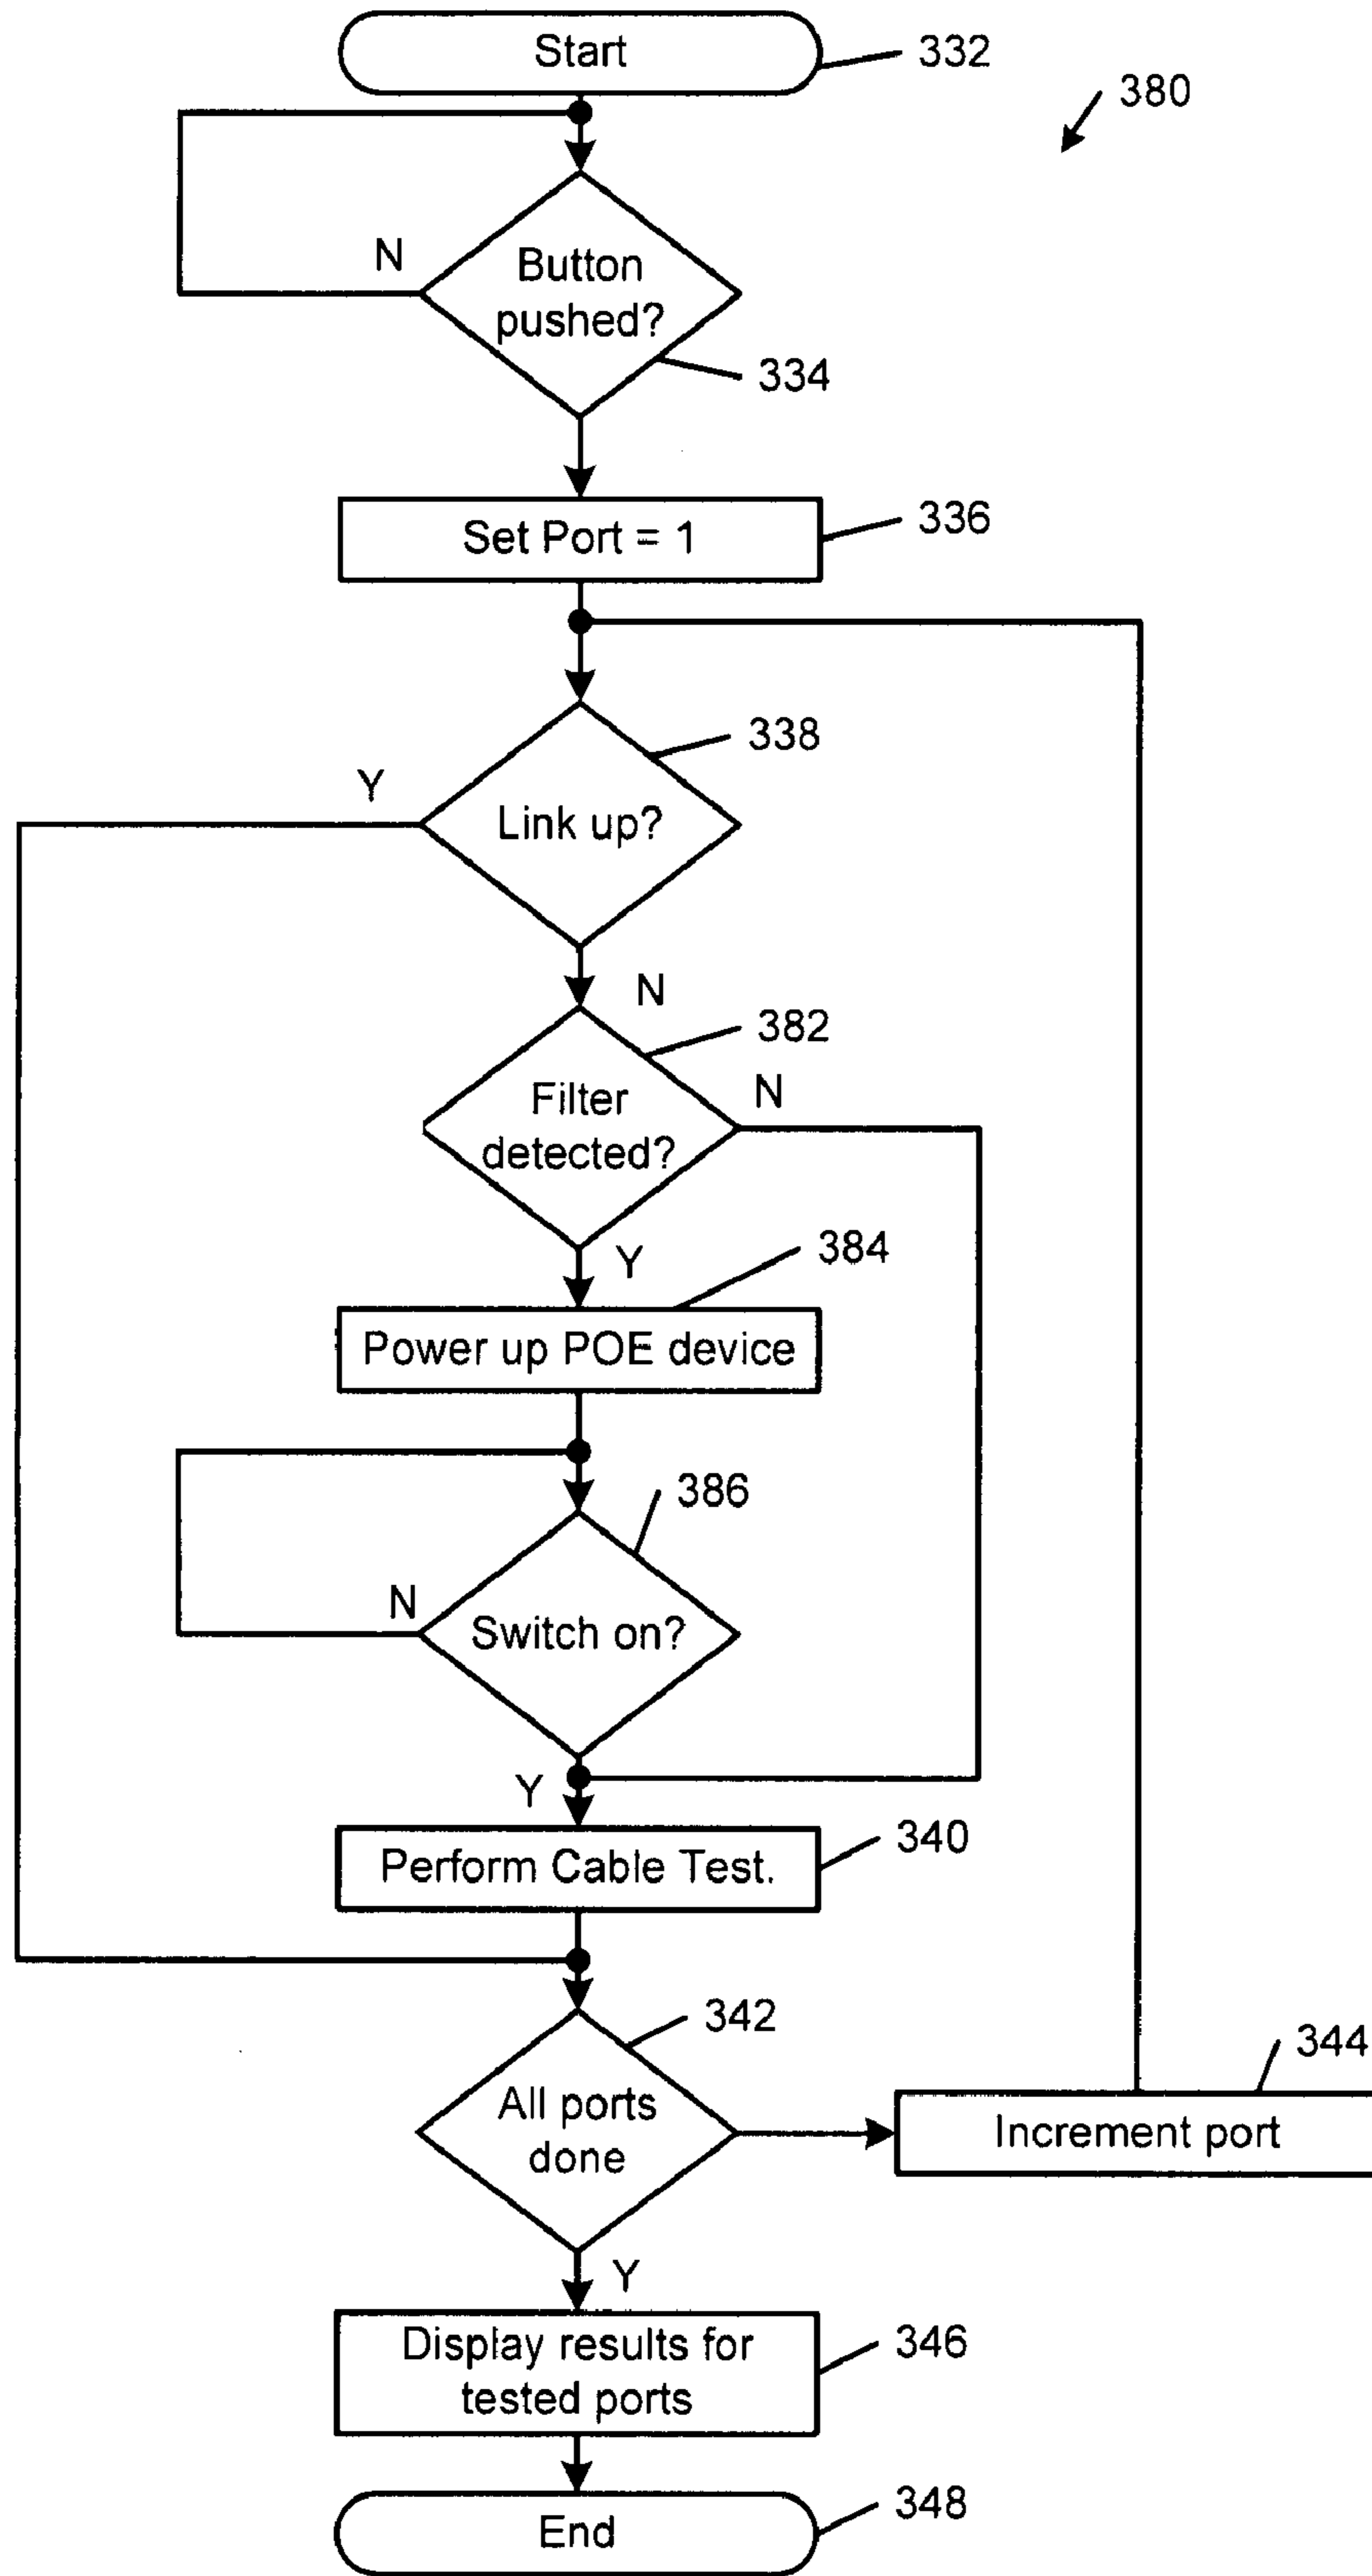 Start
332
380
N
Button
pushed?
334
Set Port = 1
336
338
Y
Link up?
N
382
Filter
detected?
N
Y
384
Power up POE device
386
N
Switch on?
Y
Perform Cable Test.
340
342
All ports
done
344
Increment port
Y
Display results for
tested ports
346
End
348